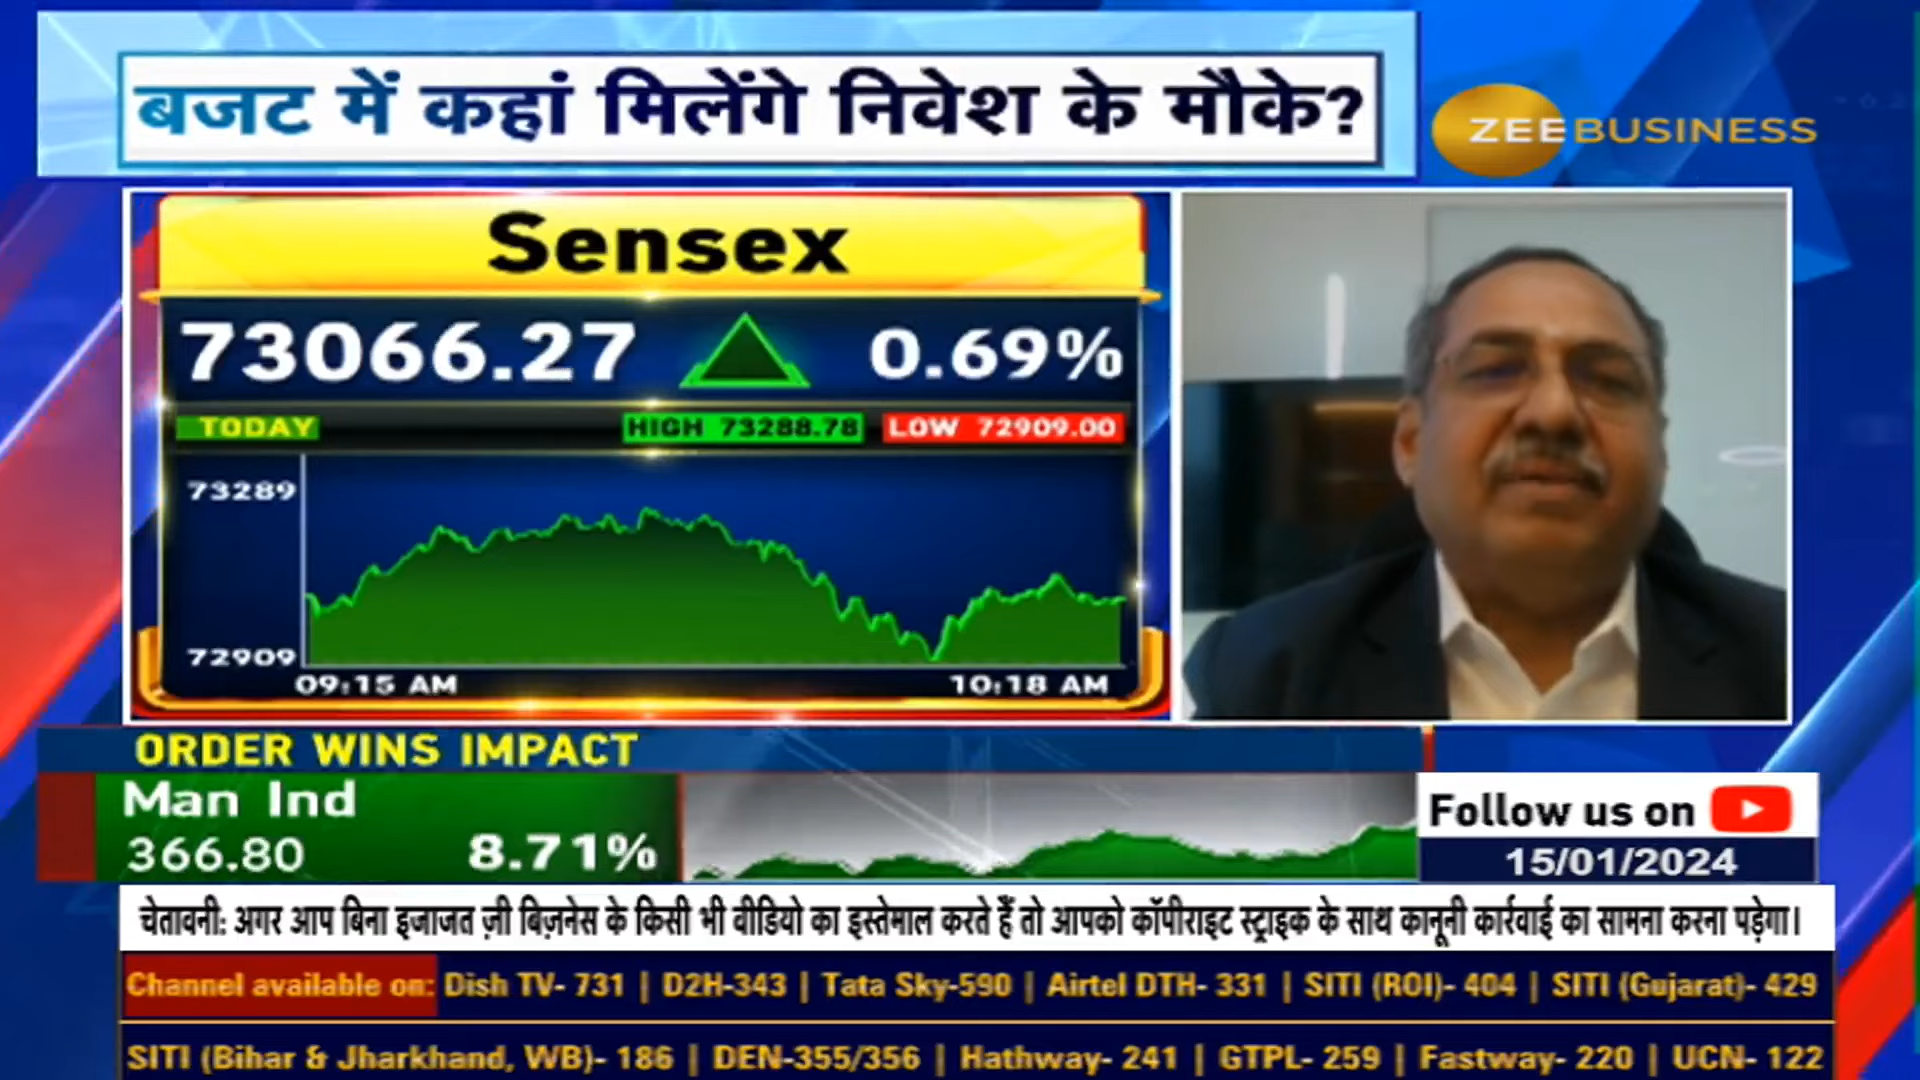 बजट में कहां मिलेंगे निवेश के मौके?
ZEEBUSINESS
Sensex
73066.27 0.69%
TODAY HIGH 73288.78 LOW 72909.00
73289
72909
09:15 AM 10:18 AM
ORDER WINS IMPACT
Man Ind
366.80 8.71%
Follow us on
15/01/2024
चेतावनी: अगर आप बिना इजाजत ज़ी बिज़नेस के किसी भी वीडियो का इस्तेमाल करते हैं तो आपको कॉपीराइट स्ट्राइक के साथ कानूनी कार्रवाई का सामना करना पड़ेगा।
Channel available on: Dish TV- 731 | D2H-343 | Tata Sky-590 | Airtel DTH- 331 | SITI (ROI)- 404 | SITI (Gujarat)- 429
SITI (Bihar & Jharkhand, WB)- 186 | DEN-355/356 | Hathway- 241 | GTPL- 259 | Fastway- 220 | UCN- 122